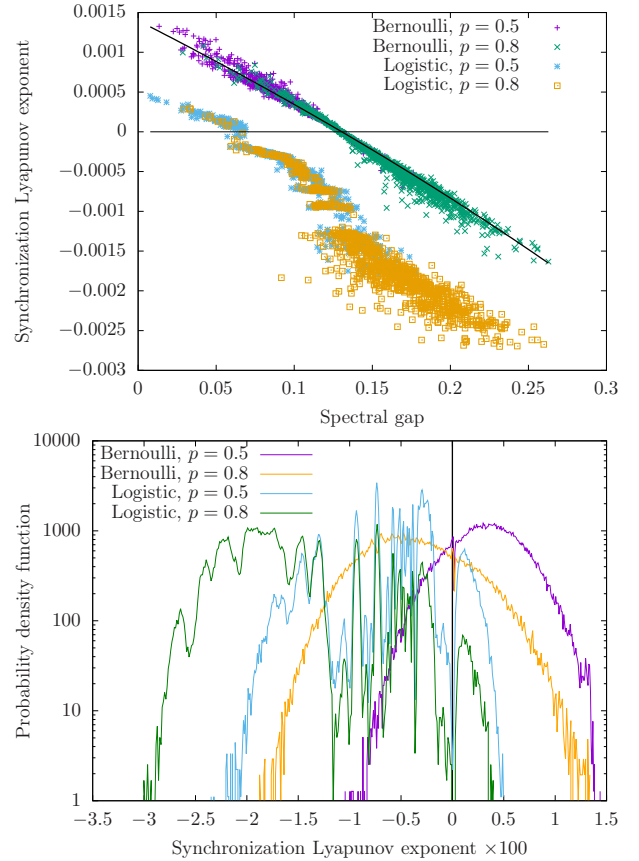 0.0015
0.001
0.0005
0
−0.0005
−0.001
−0.0015
−0.002
−0.0025
−0.003
Synchronization Lyapunov exponent
Bernoulli, p = 0.5
Bernoulli, p = 0.8
Logistic, p = 0.5
Logistic, p = 0.8
0 0.05 0.1 0.15 0.2 0.25 0.3
Spectral gap
10000
1000
100
10
1
Probability density function
Bernoulli, p = 0.5
Bernoulli, p = 0.8
Logistic, p = 0.5
Logistic, p = 0.8
−3.5 −3 −2.5 −2 −1.5 −1 −0.5 0 0.5 1 1.5
Synchronization Lyapunov exponent ×100